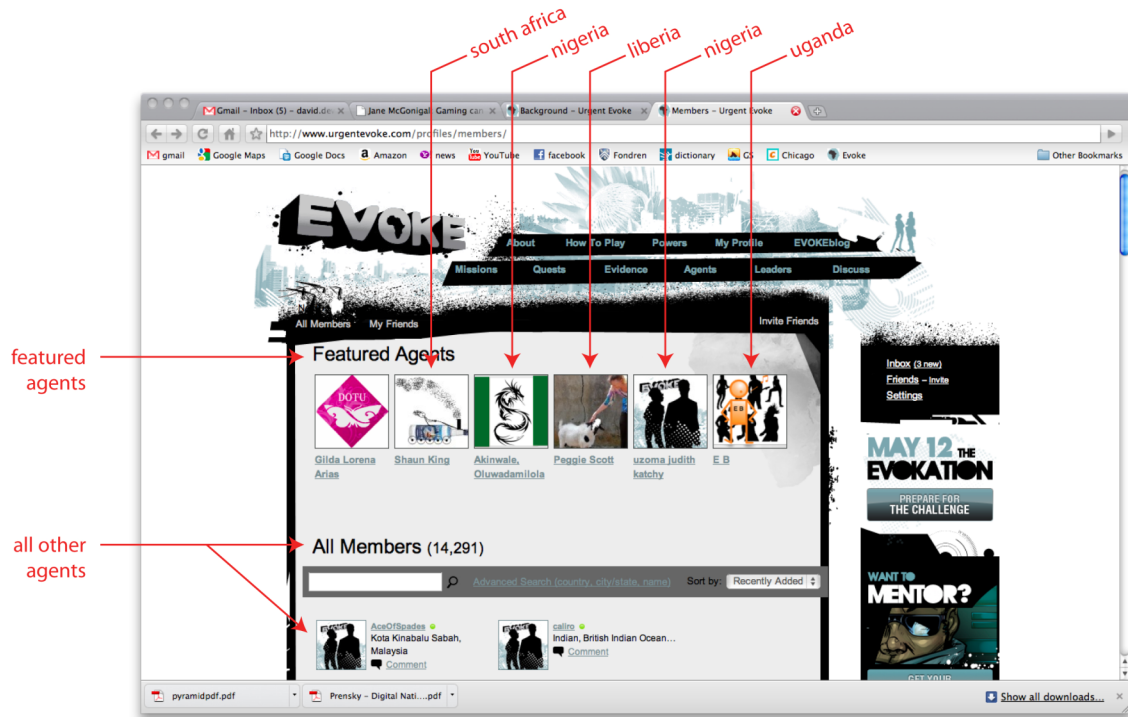 south africa
nigeria
liberia
nigeria
uganda
Gmail - Inbox (5) - david.de
Jane McGonigal: Gaming can
Background - Urgent Evoke
Members - Urgent Evoke
http://www.urgentevoke.com/profiles/members/
gmail Google Maps Google Docs Amazon news YouTube facebook Fondren dictionary GS Chicago Evoke Other Bookmarks
EVOKE
About How To Play Powers My Profile EVOKEblog
Missions Quests Evidence Agents Leaders Discuss
All Members My Friends Invite Friends
featured
agents
Featured Agents
DOTU
EVOKE
E B
Gilda Lorena
Arias
Shaun King
Akinwale,
Oluwadamilola
Peggie Scott
uzoma judith
katchy
E B
Inbox (3 new)
Friends - Invite
Settings
MAY 12 THE
EVOKATION
PREPARE FOR
THE CHALLENGE
all other
agents
All Members (14,291)
Advanced Search (country, city/state, name) Sort by: Recently Added
EVOKE
AceOfSpades
Kota Kinabalu Sabah,
Malaysia
Comment
EVOKE
caliro
Indian, British Indian Ocean...
Comment
WANT TO
MENTOR?
GET YOUR
pyramidpdf.pdf
Prensky - Digital Nati....pdf
Show all downloads...